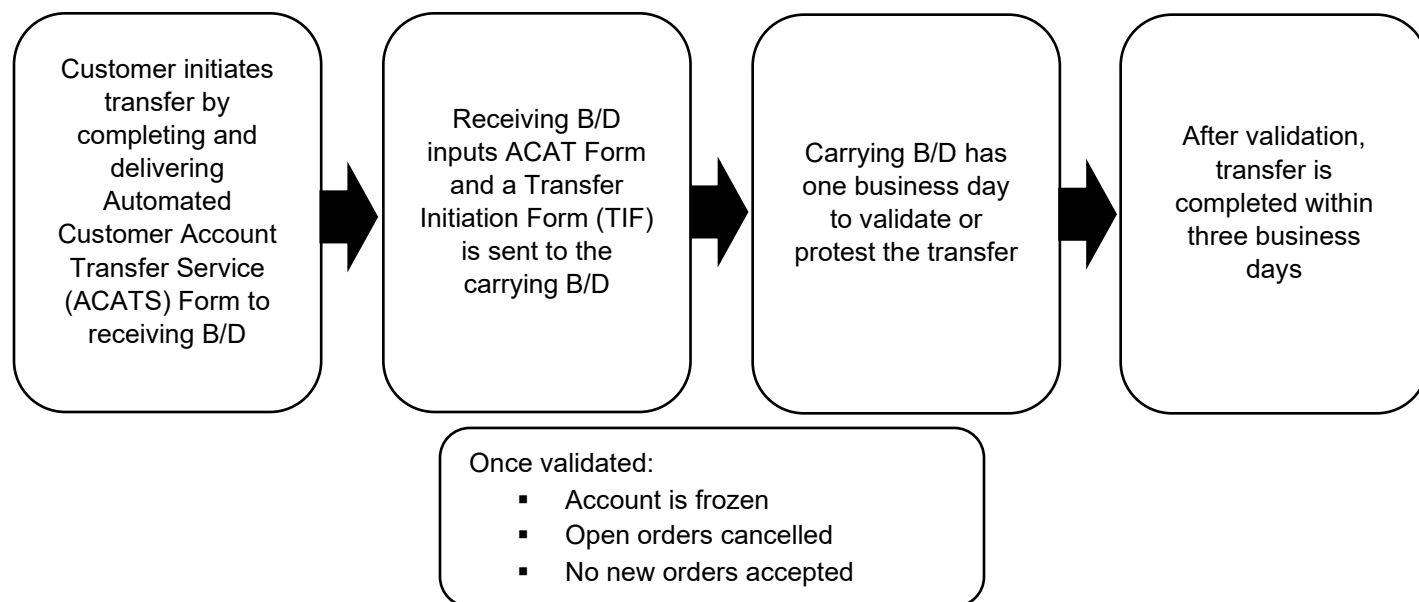 Customer initiates
transfer by
completing and
delivering
Automated
Customer Account
Transfer Service
(ACATS) Form to
receiving B/D
Receiving B/D
inputs ACAT Form
and a Transfer
Initiation Form (TIF)
is sent to the
carrying B/D
Carrying B/D has
one business day
to validate or
protest the transfer
After validation,
transfer is
completed within
three business
days
Once validated:
▪ Account is frozen
▪ Open orders cancelled
▪ No new orders accepted